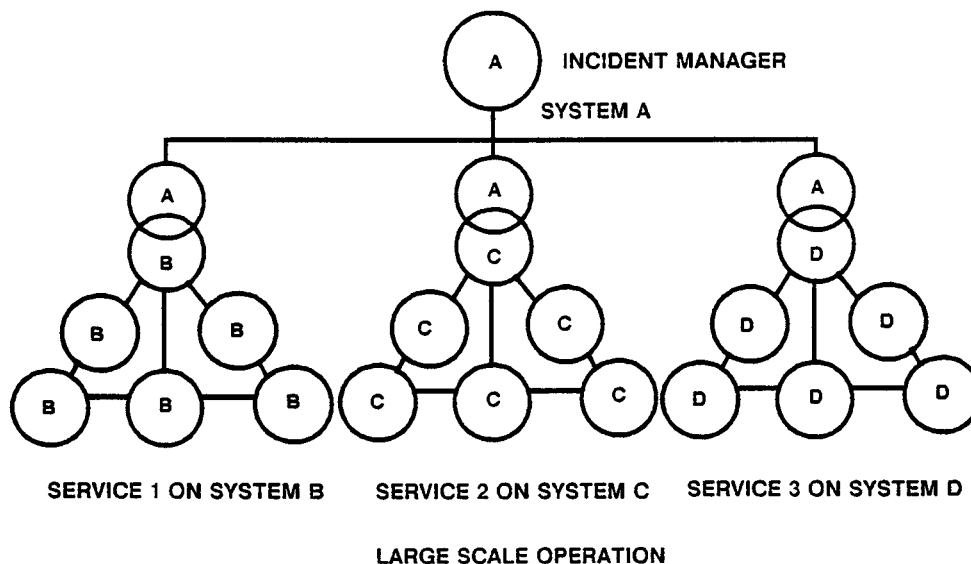 A INCIDENT MANAGER
SYSTEM A
A A A
B C D
B B C C D D
B B B C C C D D D
SERVICE 1 ON SYSTEM B SERVICE 2 ON SYSTEM C SERVICE 3 ON SYSTEM D
LARGE SCALE OPERATION